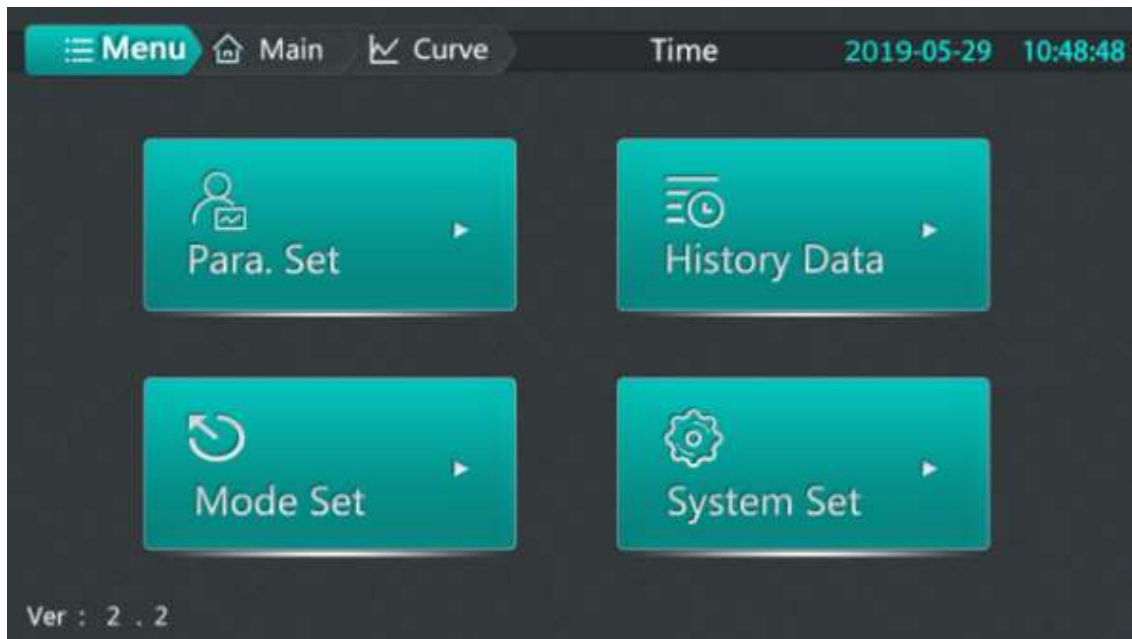 Menu Main Curve Time 2019-05-29 10:48:48
Para. Set
History Data
Mode Set
System Set
Ver : 2 . 2